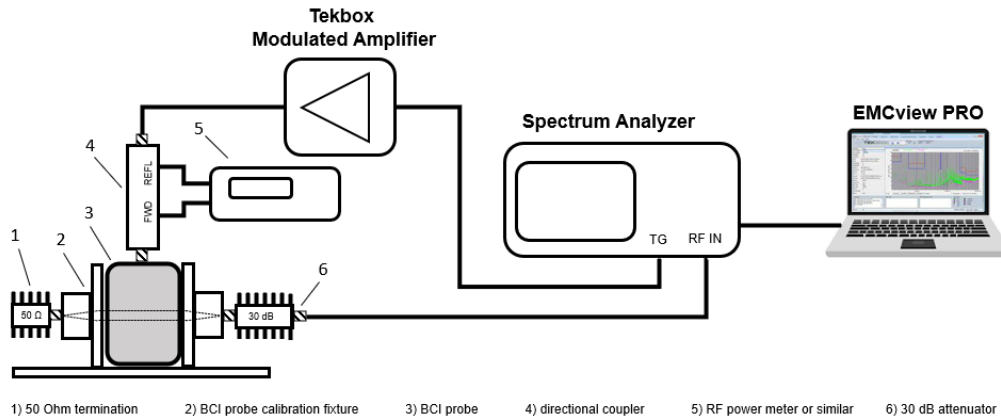 Tekbox
Modulated Amplifier
5
4
REFL
FWD
3
2
1
50 Ω
30 dB
6
Spectrum Analyzer
TG
RF IN
EMCview PRO
1) 50 Ohm termination 2) BCI probe calibration fixture 3) BCI probe 4) directional coupler 5) RF power meter or similar 6) 30 dB attenuator